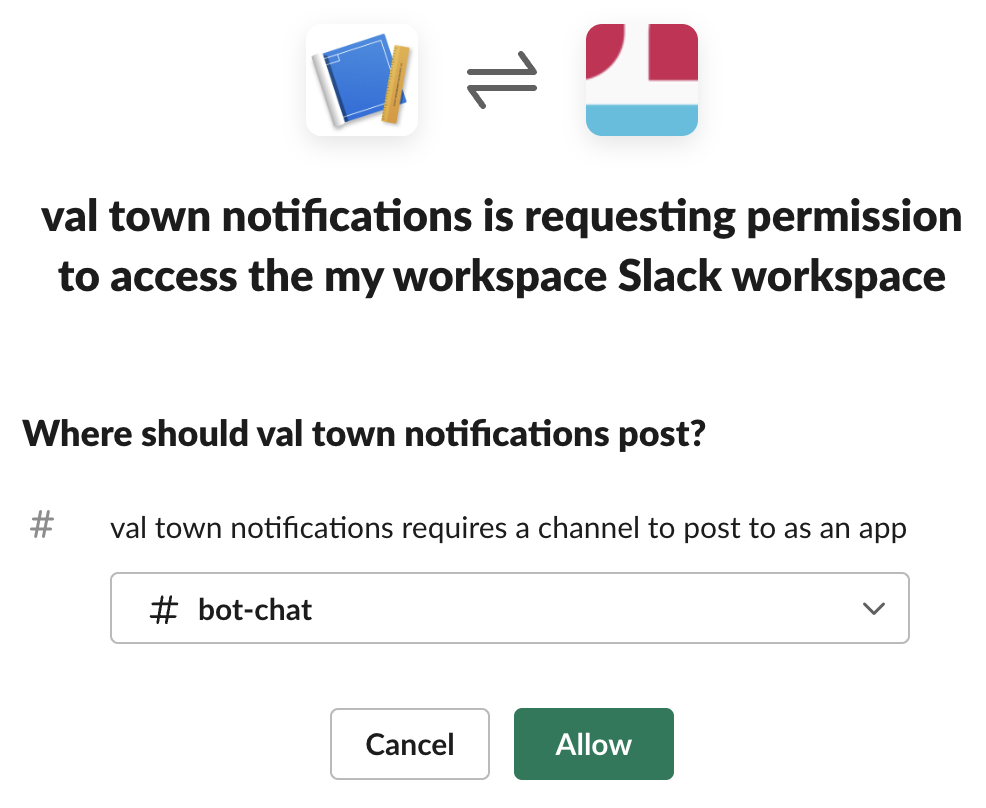 val town notifications is requesting permission
to access the my workspace Slack workspace
Where should val town notifications post?
# val town notifications requires a channel to post to as an app
# bot-chat
Cancel Allow